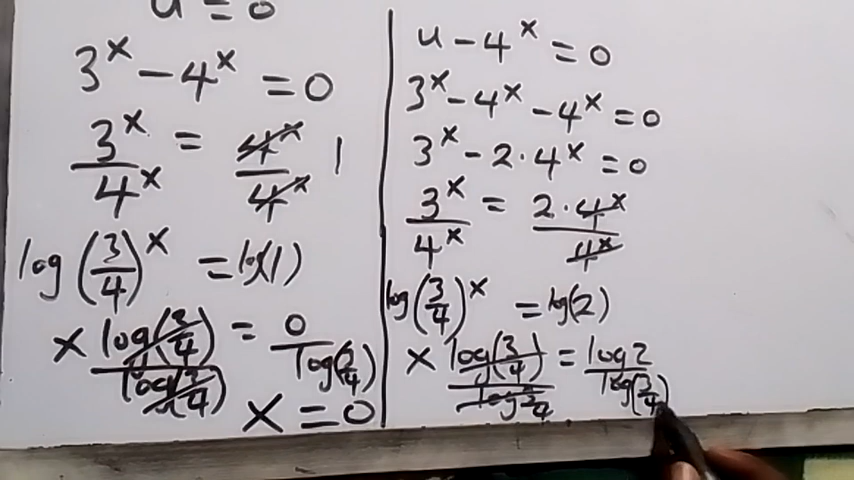 u = 0
3^x - 4^x = 0
3^x/4^x = 4^x/4^x 1
log(3/4)^x = log(1)
x log(3/4)/log(3/4) = 0/log(3/4)
x = 0
u - 4^x = 0
3^x - 4^x - 4^x = 0
3^x - 2 · 4^x = 0
3^x/4^x = 2 · 4^x/4^x
log(3/4)^x = log(2)
x log(3/4)/log 3/4 = log 2/log(3/4)